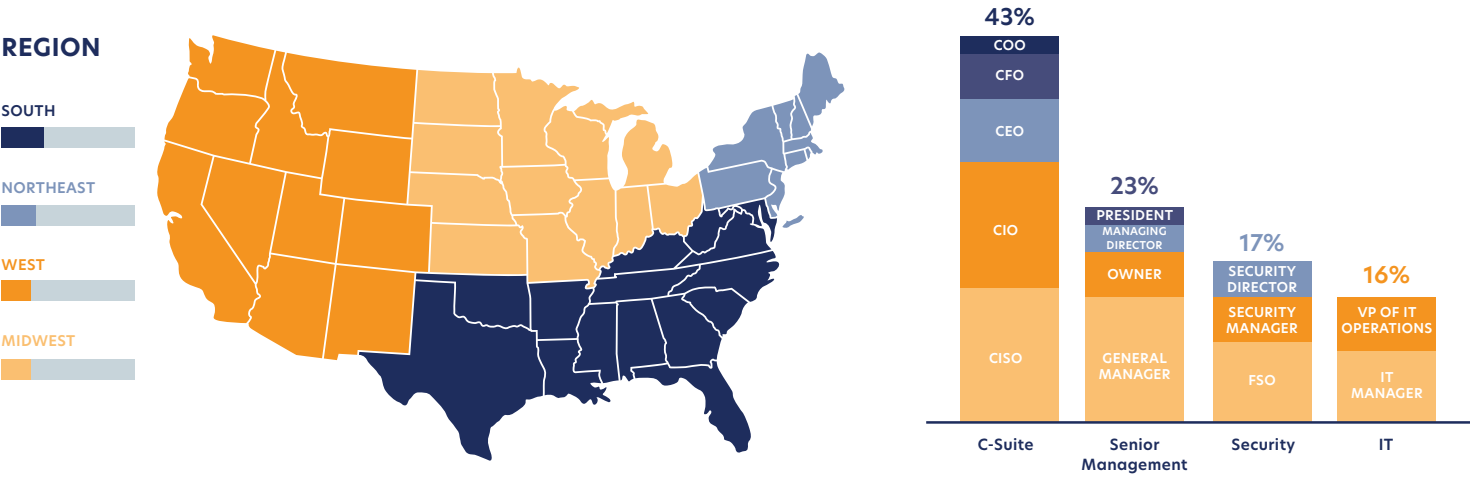 REGION
SOUTH
NORTHEAST
WEST
MIDWEST
43%
COO
CFO
CEO
CIO
CISO
C-Suite
23%
PRESIDENT
MANAGING
DIRECTOR
OWNER
GENERAL
MANAGER
Senior
Management
17%
SECURITY
DIRECTOR
SECURITY
MANAGER
FSO
Security
16%
VP OF IT
OPERATIONS
IT
MANAGER
IT